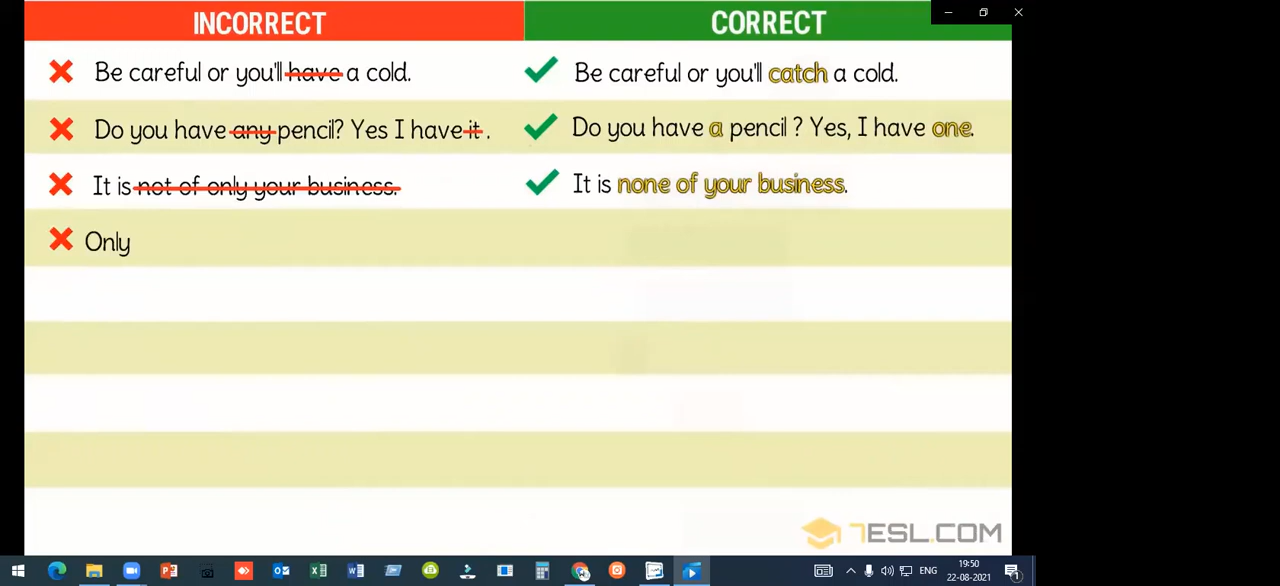 INCORRECT CORRECT
Be careful or you'll have a cold. Be careful or you'll catch a cold.
Do you have any pencil? Yes I have it . Do you have a pencil ? Yes, I have one.
It is not of only your business. It is none of your business.
Only
7ESL.COM
ENG 19:50
22-08-2021